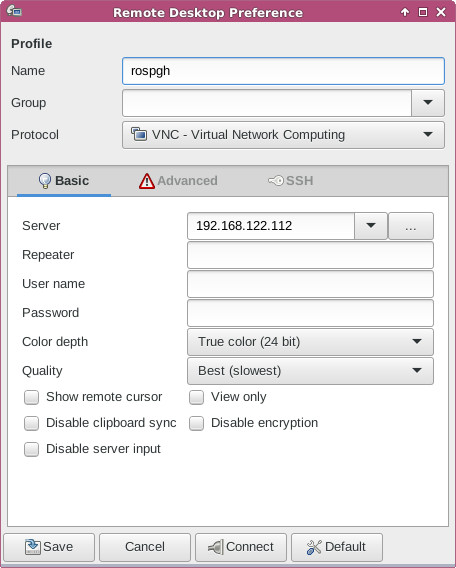 Remote Desktop Preference
Profile
Name rospgh
Group
Protocol VNC - Virtual Network Computing
Basic Advanced SSH
Server 192.168.122.112 ...
Repeater
User name
Password
Color depth True color (24 bit)
Quality Best (slowest)
Show remote cursor View only
Disable clipboard sync Disable encryption
Disable server input
Save Cancel Connect Default